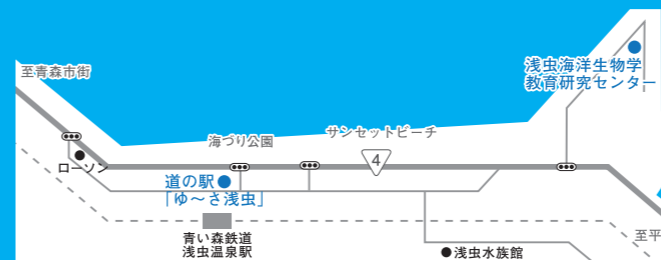 至青森市街
浅虫海洋生物学
教育研究センター
海づり公園
サンセットビーチ
ローソン
4
道の駅
「ゆ〜さ浅虫」
至平
青い森鉄道
浅虫温泉駅
浅虫水族館